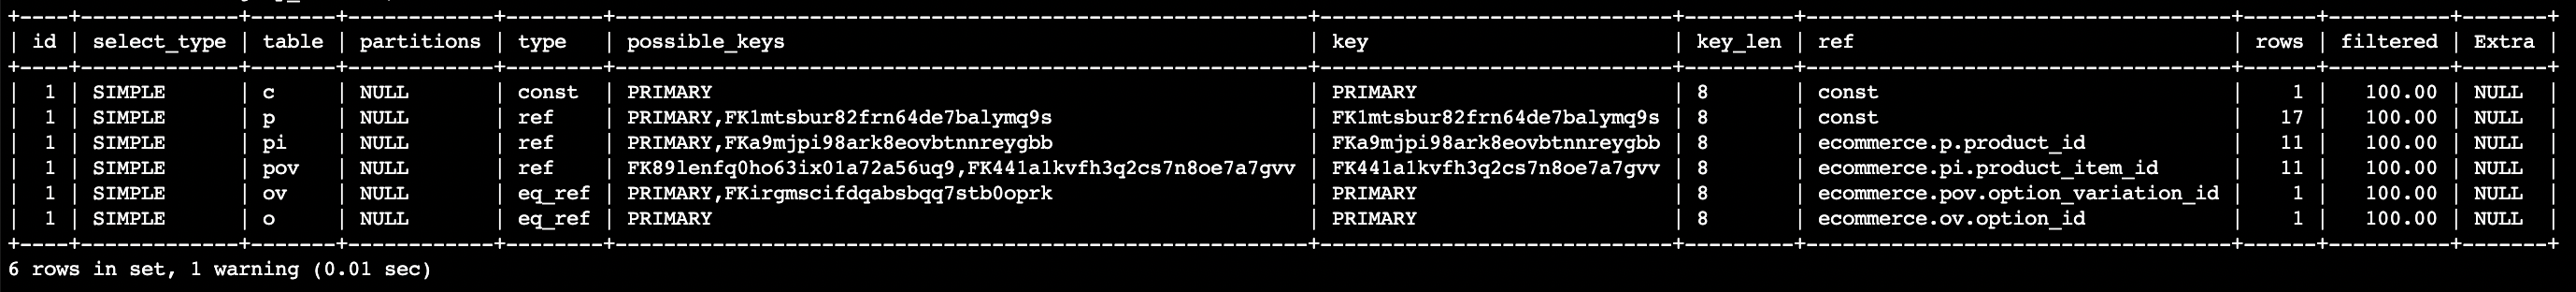 +----+-------------+-------+------------+--------+---------------------------------------------------------+-----------------------------+---------+-----------------------------------+------+----------+-------+
| id | select_type | table | partitions | type   | possible_keys                                           | key                         | key_len | ref                               | rows | filtered | Extra |
+----+-------------+-------+------------+--------+---------------------------------------------------------+-----------------------------+---------+-----------------------------------+------+----------+-------+
|  1 | SIMPLE      | c     | NULL       | const  | PRIMARY                                                 | PRIMARY                     | 8       | const                             |    1 |   100.00 | NULL  |
|  1 | SIMPLE      | p     | NULL       | ref    | PRIMARY,FK1mtsbur82frn64de7balymq9s                     | FK1mtsbur82frn64de7balymq9s | 8       | const                             |   17 |   100.00 | NULL  |
|  1 | SIMPLE      | pi    | NULL       | ref    | PRIMARY,FKa9mjpi98ark8eovbtnnreygbb                     | FKa9mjpi98ark8eovbtnnreygbb | 8       | ecommerce.p.product_id            |   11 |   100.00 | NULL  |
|  1 | SIMPLE      | pov   | NULL       | ref    | FK89lenfq0ho63ix01a72a56uq9,FK441a1kvfh3q2cs7n8oe7a7gvv | FK441a1kvfh3q2cs7n8oe7a7gvv | 8       | ecommerce.pi.product_item_id      |   11 |   100.00 | NULL  |
|  1 | SIMPLE      | ov    | NULL       | eq_ref | PRIMARY,FKirgmscifdqabsbqq7stb0oprk                     | PRIMARY                     | 8       | ecommerce.pov.option_variation_id |    1 |   100.00 | NULL  |
|  1 | SIMPLE      | o     | NULL       | eq_ref | PRIMARY                                                 | PRIMARY                     | 8       | ecommerce.ov.option_id            |    1 |   100.00 | NULL  |
+----+-------------+-------+------------+--------+---------------------------------------------------------+-----------------------------+---------+-----------------------------------+------+----------+-------+
6 rows in set, 1 warning (0.01 sec)